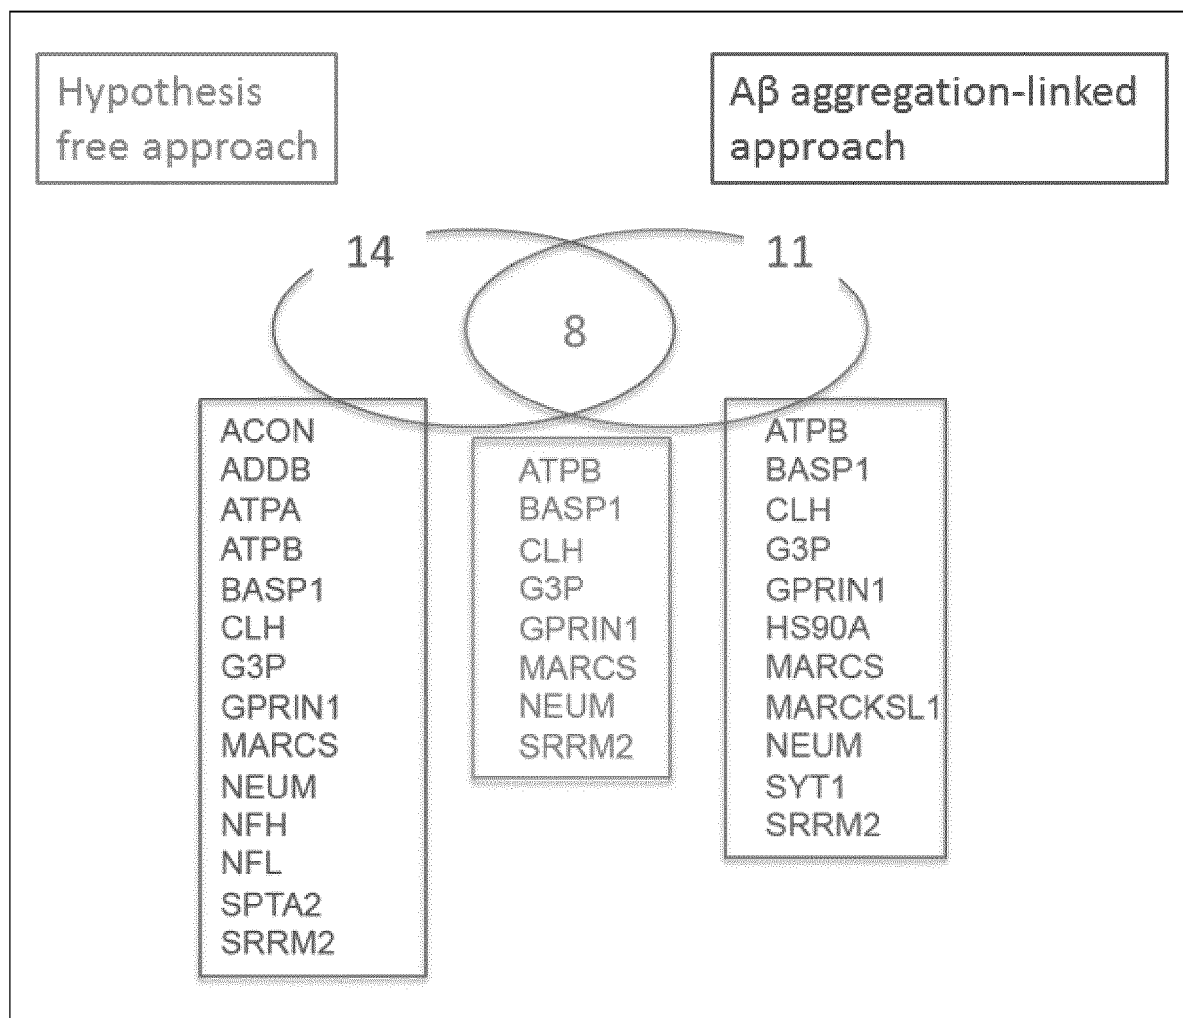 Hypothesis
free approach
Aβ aggregation-linked
approach
14
11
8
ACON
ADDB
ATPA
ATPB
BASP1
CLH
G3P
GPRIN1
MARCS
NEUM
NFH
NFL
SPTA2
SRRM2
ATPB
BASP1
CLH
G3P
GPRIN1
MARCS
NEUM
SRRM2
ATPB
BASP1
CLH
G3P
GPRIN1
HS90A
MARCS
MARCKSL1
NEUM
SYT1
SRRM2